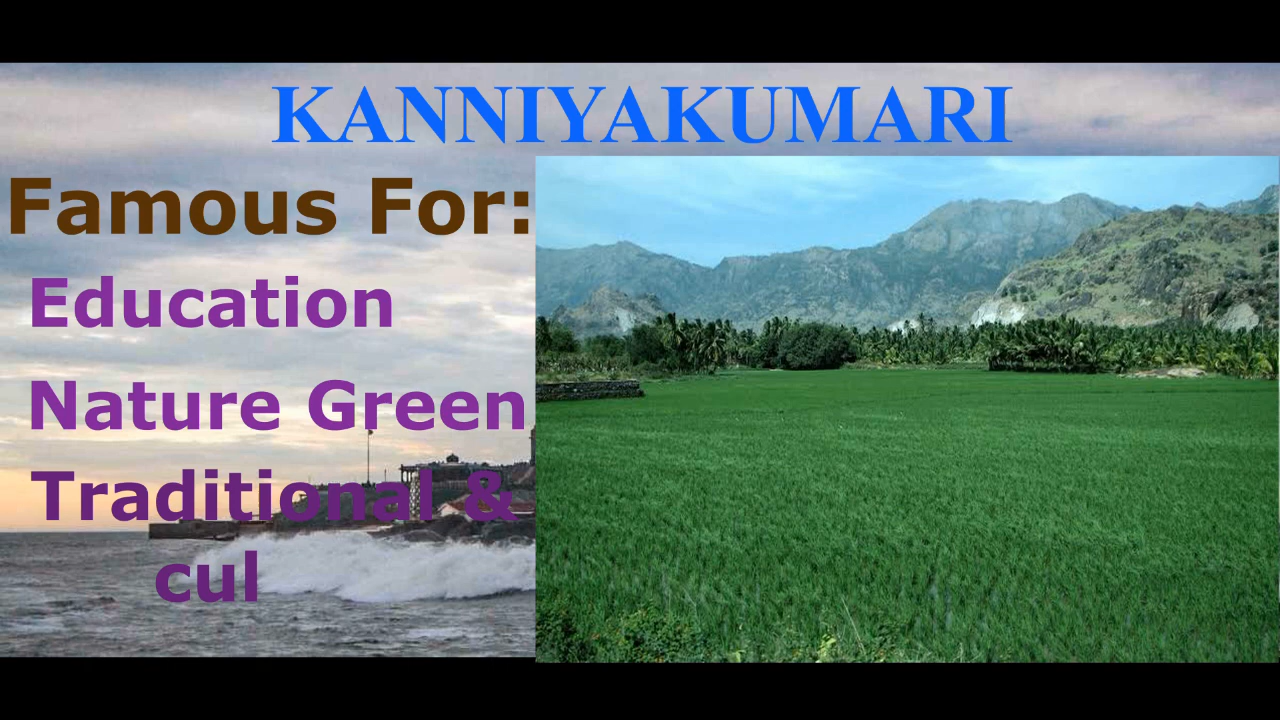 KANNIYAKUMARI
Famous For:
Education
Nature Green
Traditional &
cul